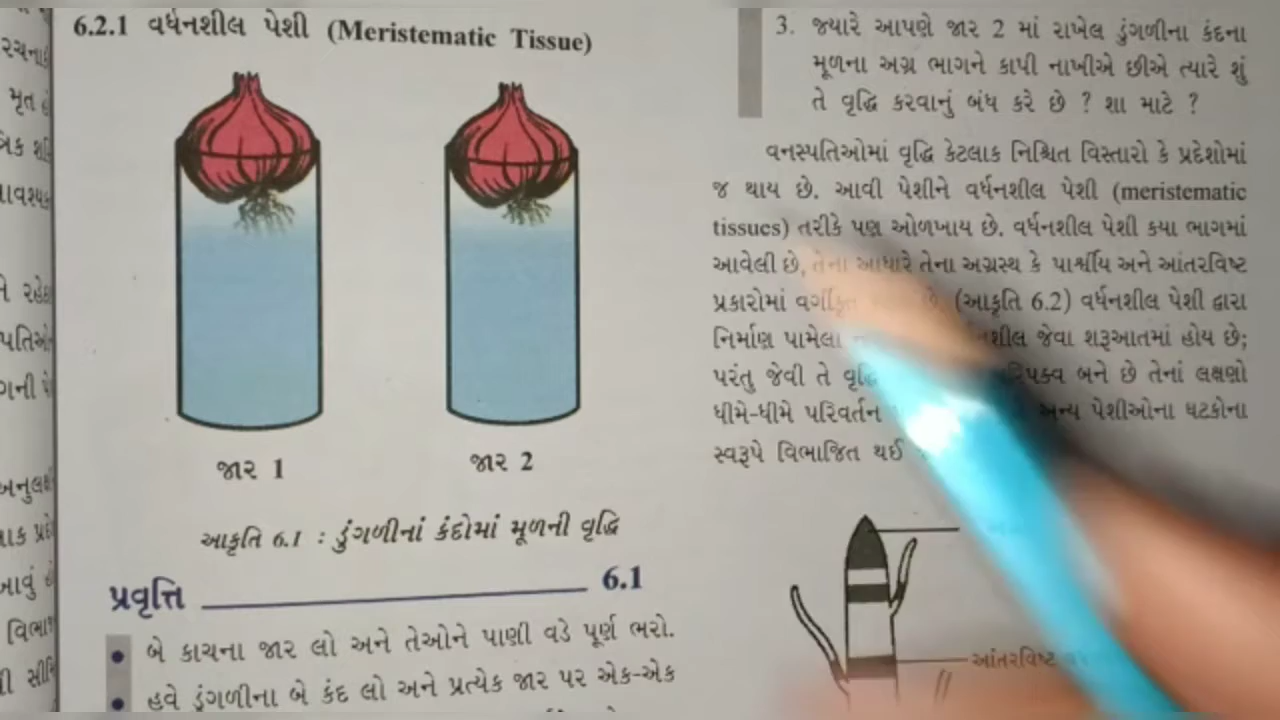 6.2.1 વર્ધનશીલ પેશી (Meristematic Tissue)
જાર 1
જાર 2
આકૃતિ 6.1 : ડુંગળીનાં કંદોમાં મૂળની વૃદ્ધિ
પ્રવૃત્તિ 6.1
• બે કાચના જાર લો અને તેઓને પાણી વડે પૂર્ણ ભરો.
• હવે ડુંગળીના બે કંદ લો અને પ્રત્યેક જાર પર એક-એક
3. જ્યારે આપણે જાર 2 માં રાખેલ ડુંગળીના કંદના
મૂળના અગ્ર ભાગને કાપી નાખીએ છીએ ત્યારે શું
તે વૃદ્ધિ કરવાનું બંધ કરે છે ? શા માટે ?
વનસ્પતિઓમાં વૃદ્ધિ કેટલાક નિશ્ચિત વિસ્તારો કે પ્રદેશોમાં
જ થાય છે. આવી પેશીને વર્ધનશીલ પેશી (meristematic
tissues) તરીકે પણ ઓળખાય છે. વર્ધનશીલ પેશી કયા ભાગમાં
આવેલી છે, તેના આધારે તેના અગ્રસ્થ કે પાર્શ્વીય અને આંતરવિષ્ટ
પ્રકારોમાં વર્ગીકૃત છે. (આકૃતિ 6.2) વર્ધનશીલ પેશી દ્વારા
નિર્માણ પામેલા જેવા શરૂઆતમાં હોય છે;
પરંતુ જેવી તે બને છે તેનાં લક્ષણો
ધીમે-ધીમે પરિવર્તન અન્ય પેશીઓના ઘટકોના
સ્વરૂપે વિભાજિત થઈ
આંતરવિષ્ટ